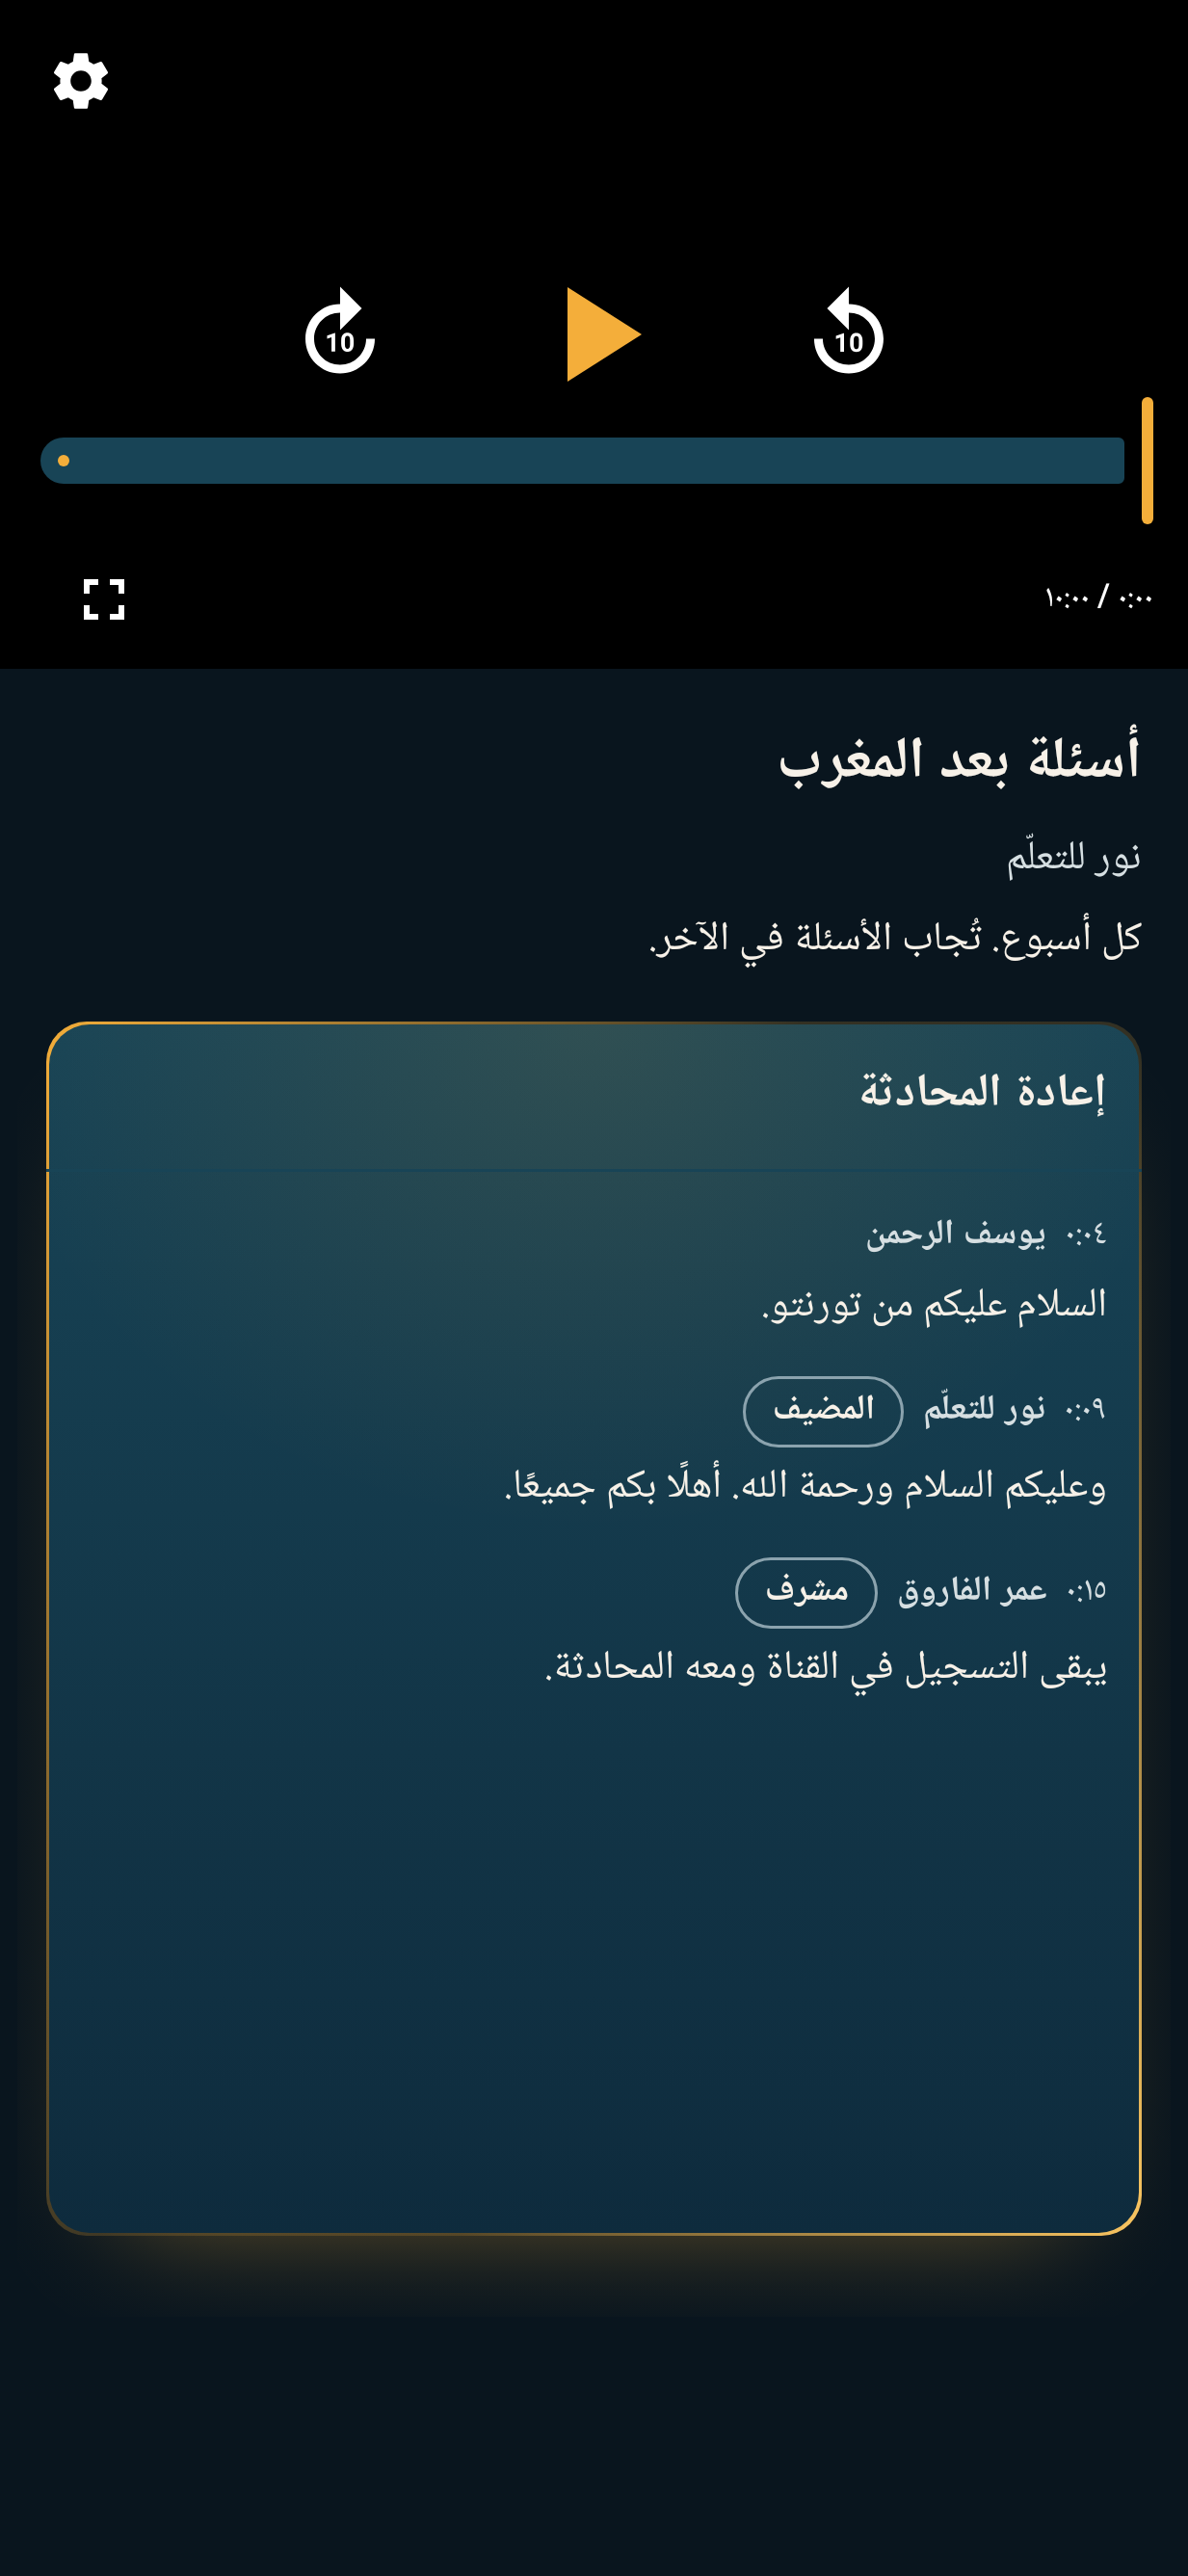 10
10
٠:٠٠ / ١٠:٠٠
أسئلة بعد المغرب
نور للتعلّم
كل أسبوع. تُجاب الأسئلة في الآخر.
إعادة المحادثة
٠:٠٤ يوسف الرحمن
السلام عليكم من تورنتو.
٠:٠٩ نور للتعلّم المضيف
وعليكم السلام ورحمة الله. أهلًا بكم جميعًا.
٠:١٥ عمر الفاروق مشرف
يبقى التسجيل في القناة ومعه المحادثة.